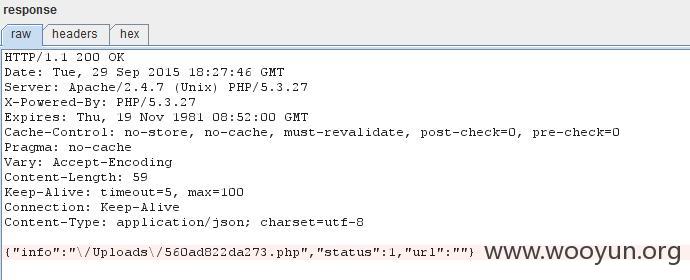 response
raw headers hex
HTTP/1.1 200 OK
Date: Tue, 29 Sep 2015 18:27:46 GMT
Server: Apache/2.4.7 (Unix) PHP/5.3.27
X-Powered-By: PHP/5.3.27
Expires: Thu, 19 Nov 1981 08:52:00 GMT
Cache-Control: no-store, no-cache, must-revalidate, post-check=0, pre-check=0
Pragma: no-cache
Vary: Accept-Encoding
Content-Length: 59
Keep-Alive: timeout=5, max=100
Connection: Keep-Alive
Content-Type: application/json; charset=utf-8
{"info":"\/Uploads\/560ad822da273.php","status":1,"url":""}
www.wooyun.org